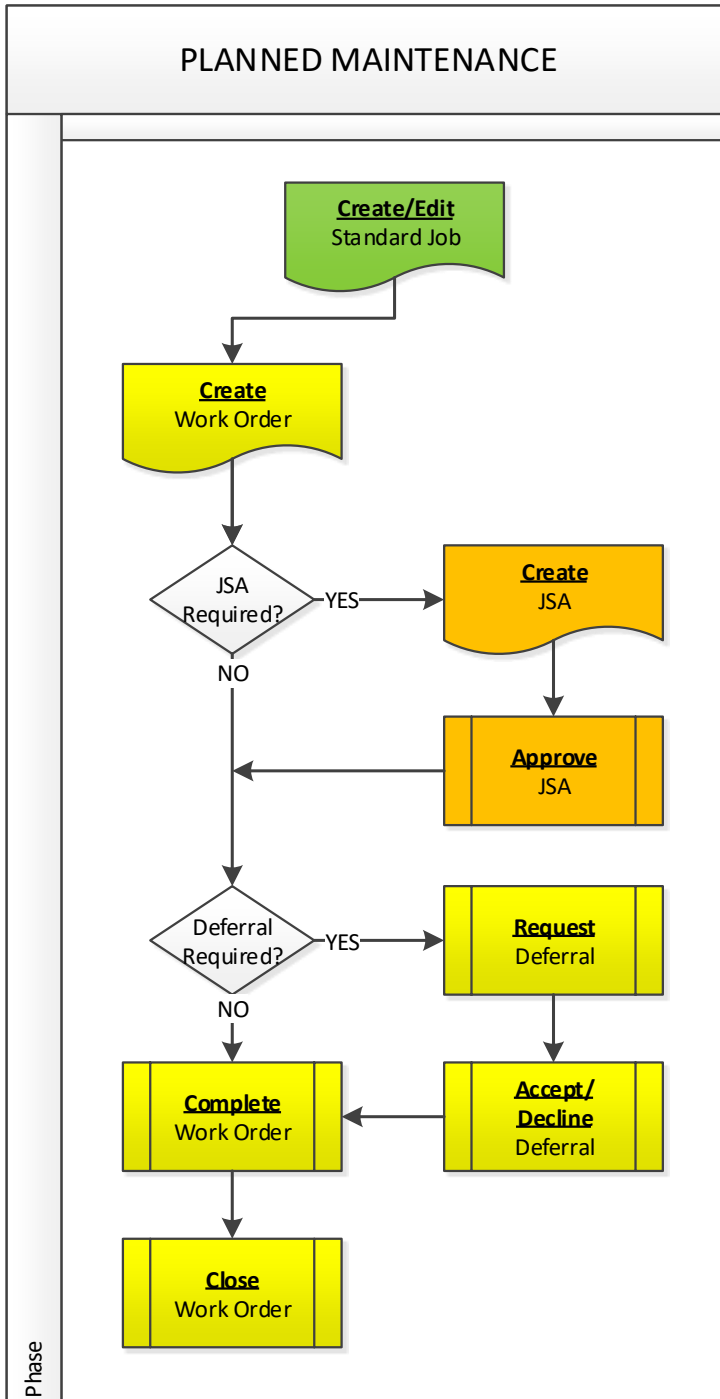 PLANNED MAINTENANCE
Create/Edit
Standard Job
Create
Work Order
JSA
Required?
YES
Create
JSA
NO
Approve
JSA
Deferral
Required?
YES
Request
Deferral
NO
Complete
Work Order
Accept/
Decline
Deferral
Close
Work Order
Phase